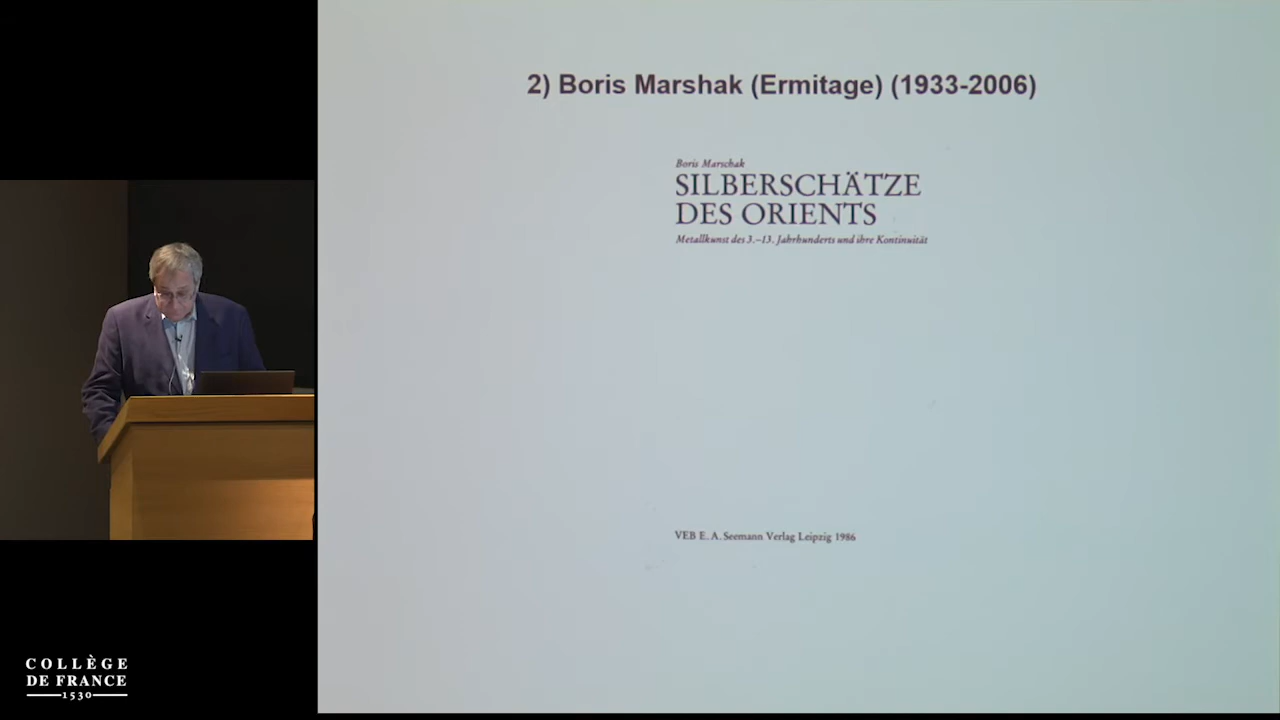 2) Boris Marshak (Ermitage) (1933-2006)
Boris Marschak
SILBERSCHÄTZE
DES ORIENTS
Metallkunst des 3.–13. Jahrhunderts und ihre Kontinuität
VEB E. A. Seemann Verlag Leipzig 1986
COLLÈGE
DE FRANCE
1530